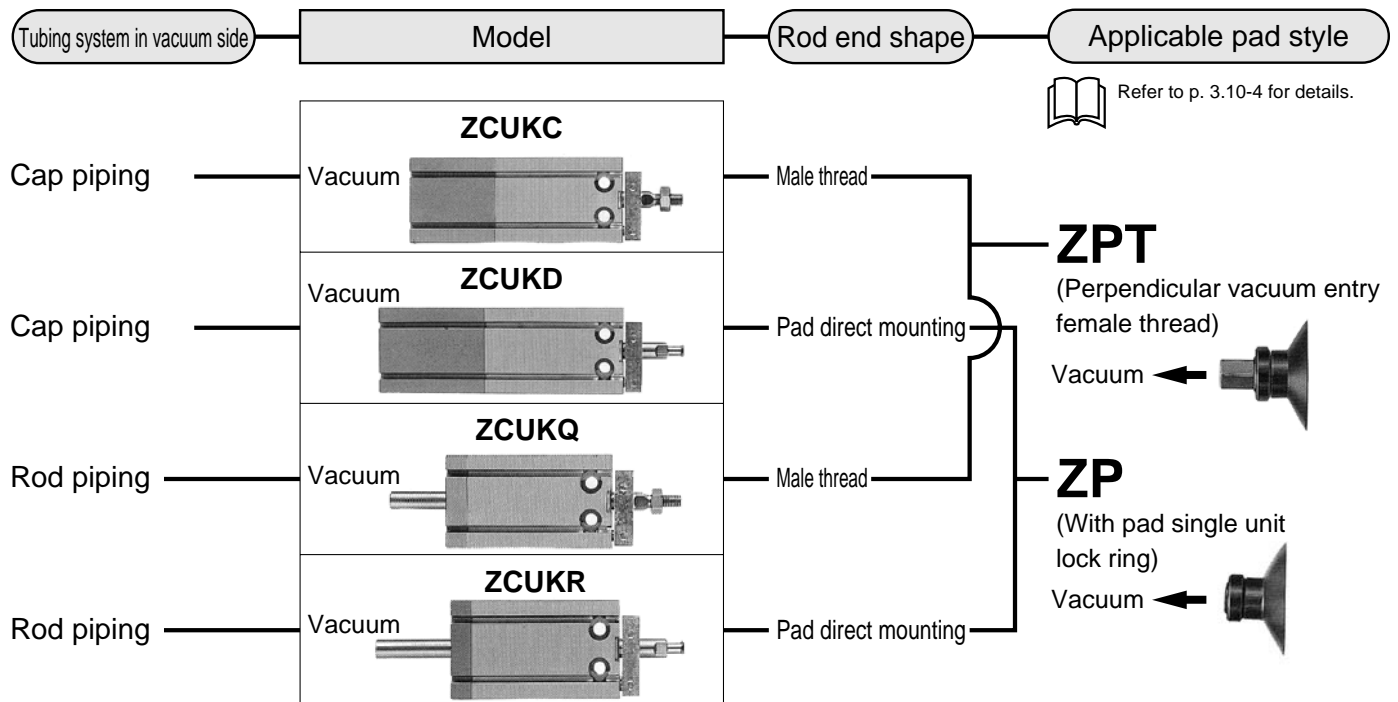 Tubing system in vacuum side
Model
Rod end shape
Applicable pad style
Refer to p. 3.10-4 for details.
ZCUKC
Cap piping
Vacuum
Male thread
ZPT
(Perpendicular vacuum entry
female thread)
Vacuum
ZCUKD
Vacuum
Cap piping
Pad direct mounting
ZCUKQ
Rod piping
Vacuum
Male thread
ZP
(With pad single unit
lock ring)
Vacuum
ZCUKR
Rod piping
Vacuum
Pad direct mounting